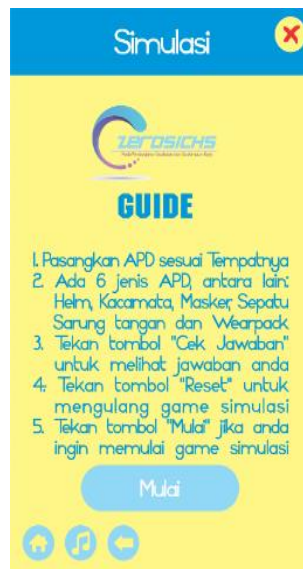 Simulasi
zerosichs
GUIDE
1. Pasangkan APD sesuai Tempatnya
2. Ada 6 jenis APD, antara lain:
Helm, Kacamata, Masker, Sepatu
Sarung tangan dan Wearpack
3. Tekan tombol "Cek Jawaban"
untuk melihat jawaban anda
4. Tekan tombol "Reset" untuk
mengulang game simulasi
5. Tekan tombol "Mulai" jika anda
ingin memulai game simulasi
Mulai